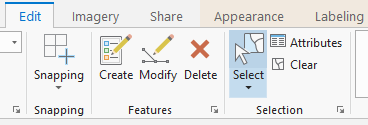 Edit Imagery Share Appearance Labeling
Snapping Create Modify Delete Select Attributes
Clear
Snapping Features Selection